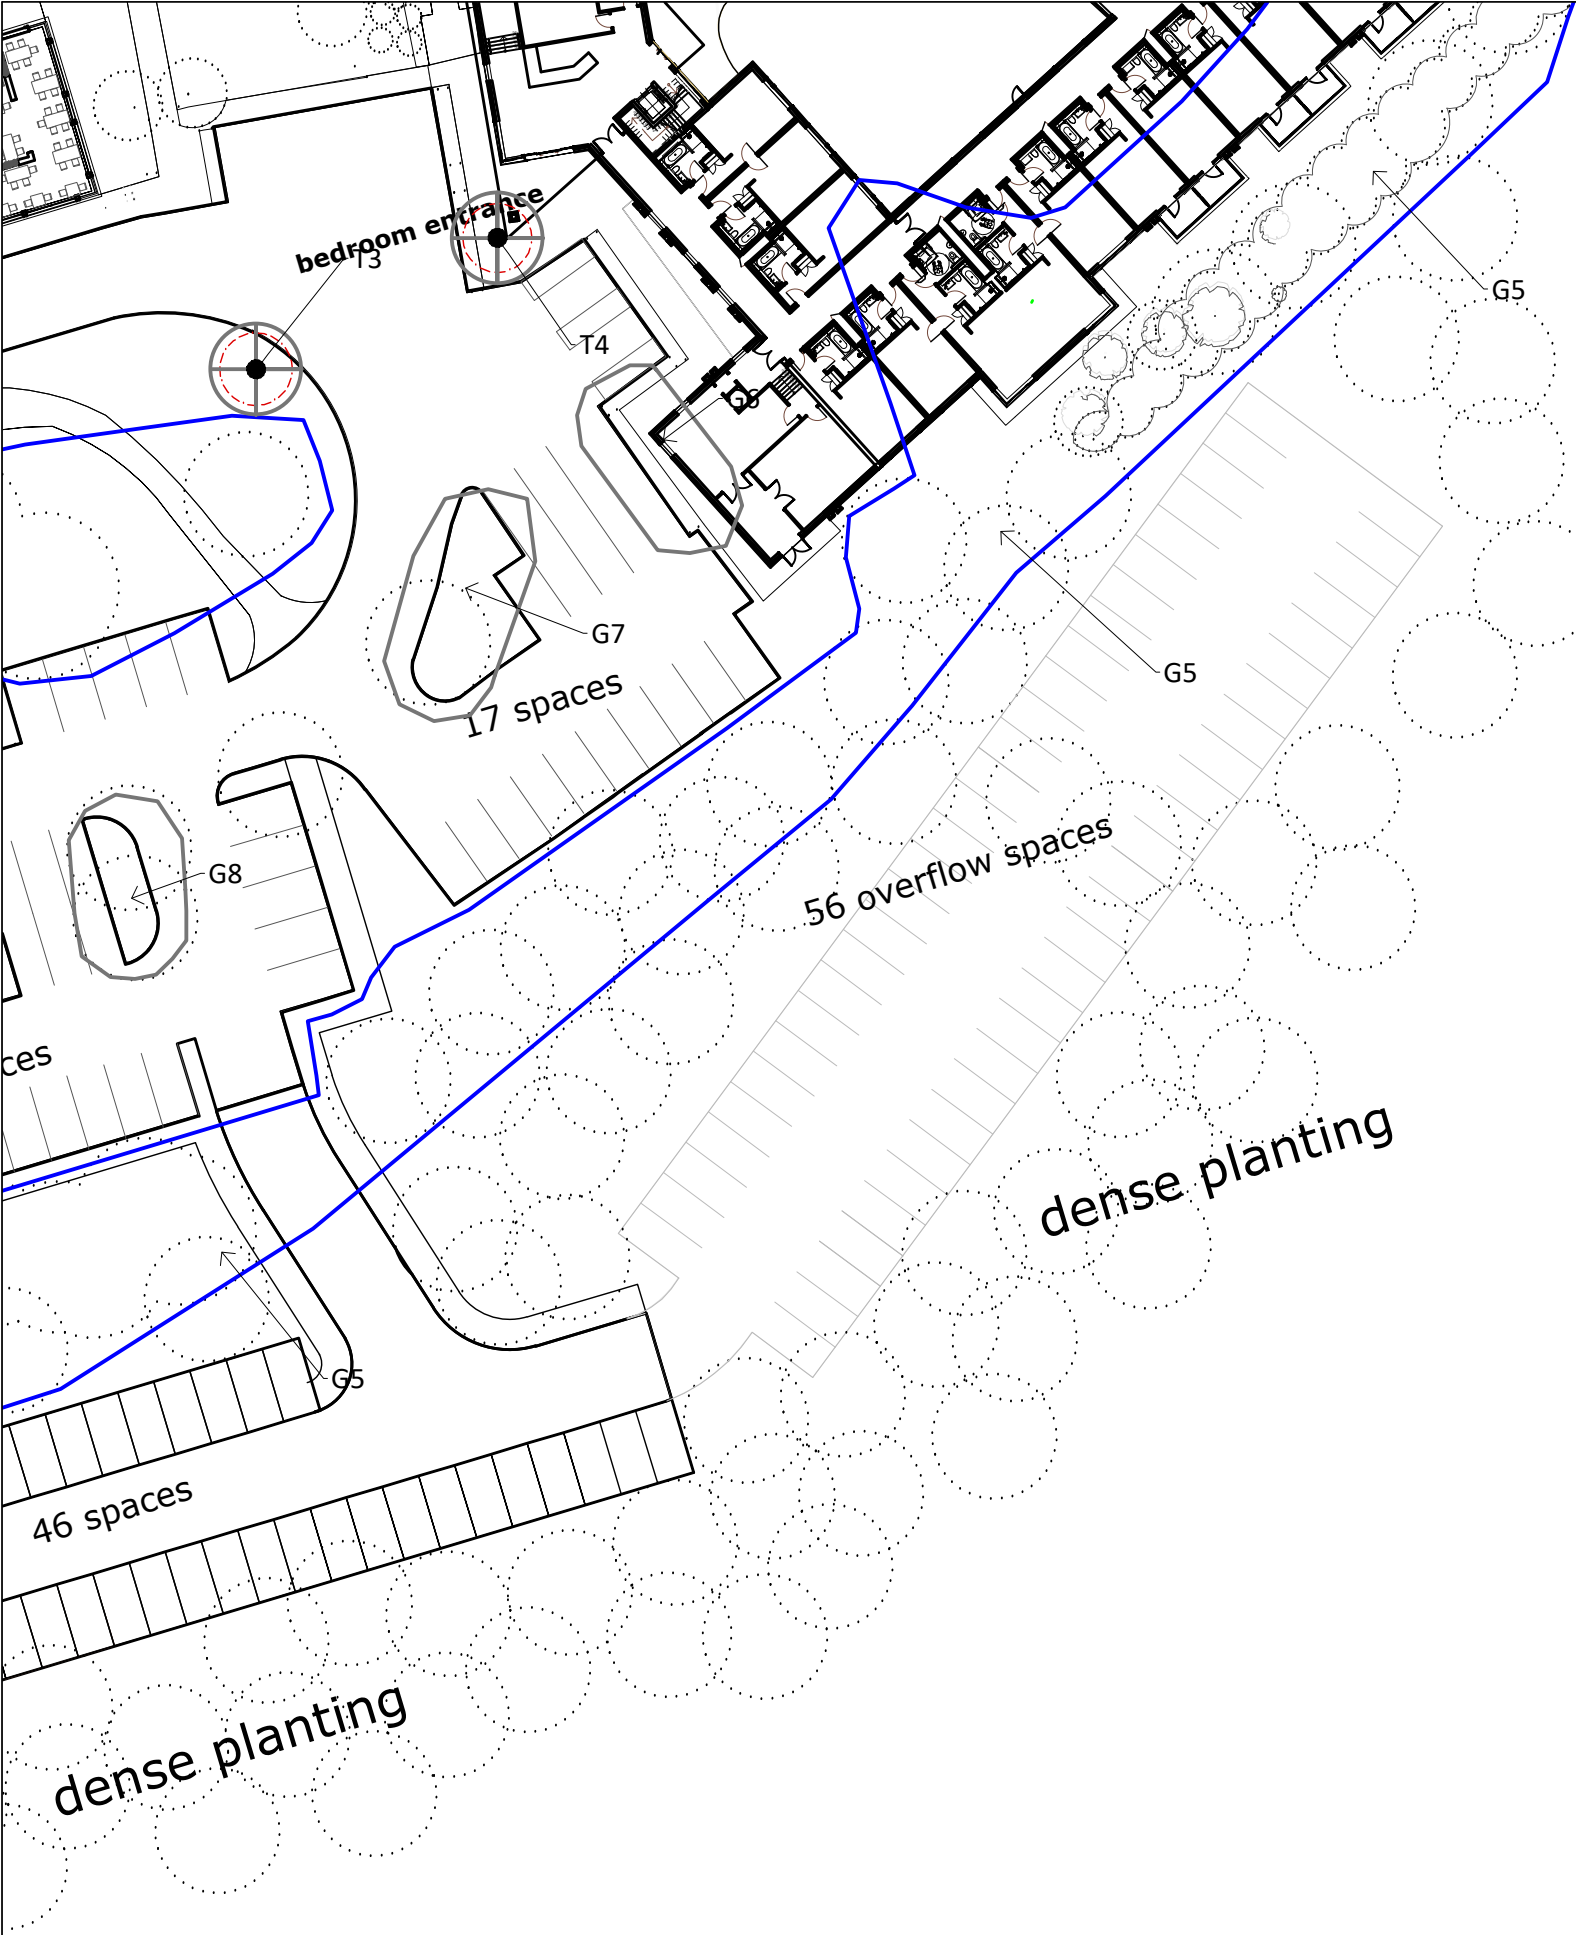 bedroom entrance
T3
G5
T4
G6
G7
G5
17 spaces
56 overflow spaces
G8
ces
dense planting
G5
46 spaces
dense planting